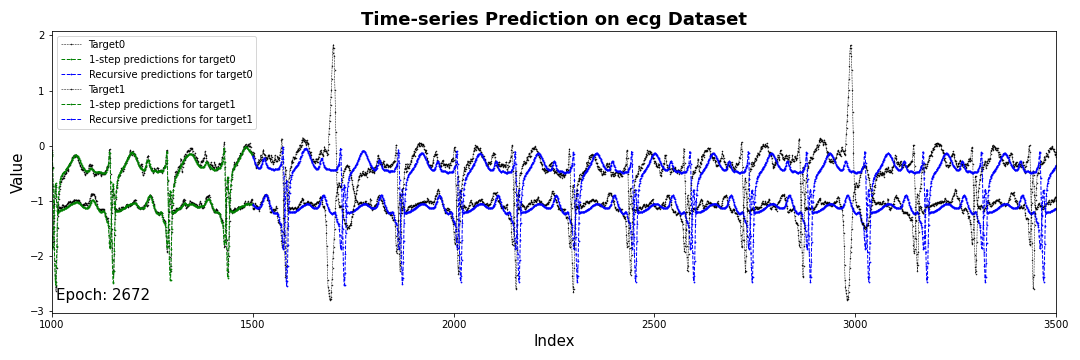 Time-series Prediction on ecg Dataset
Value
2
1
0
−1
−2
−3
Target0
1-step predictions for target0
Recursive predictions for target0
Target1
1-step predictions for target1
Recursive predictions for target1
Epoch: 2672
1000 1500 2000 2500 3000 3500
Index